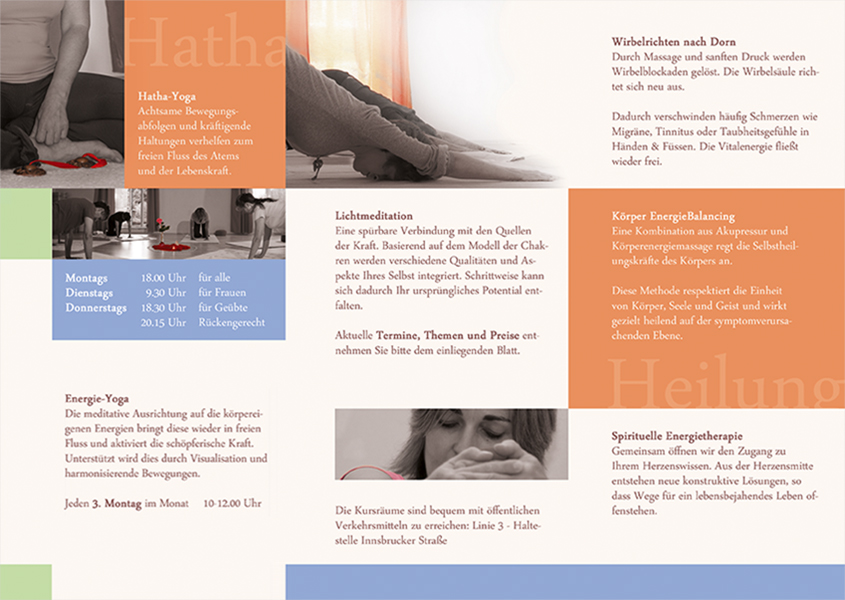 Hatha
Hatha-Yoga
Achtsame Bewegungs-
abfolgen und kräftigende
Haltungen verhelfen zum
freien Fluss des Atems
und der Lebenskraft.
Montags 18.00 Uhr für alle
Dienstags 9.30 Uhr für Frauen
Donnerstags 18.30 Uhr für Geübte
20.15 Uhr Rückengerecht
Energie-Yoga
Die meditative Ausrichtung auf die körperei-
genen Energien bringt diese wieder in freien
Fluss und aktiviert die schöpferische Kraft.
Unterstützt wird dies durch Visualisation und
harmonisierende Bewegungen.
Jeden 3. Montag im Monat 10-12.00 Uhr
Lichtmeditation
Eine spürbare Verbindung mit den Quellen
der Kraft. Basierend auf dem Modell der Chak-
ren werden verschiedene Qualitäten und As-
pekte Ihres Selbst integriert. Schrittweise kann
sich dadurch Ihr ursprüngliches Potential ent-
falten.
Aktuelle Termine, Themen und Preise ent-
nehmen Sie bitte dem einliegenden Blatt.
Die Kursräume sind bequem mit öffentlichen
Verkehrsmitteln zu erreichen: Linie 3 - Halte-
stelle Innsbrucker Straße
Wirbelrichten nach Dorn
Durch Massage und sanften Druck werden
Wirbelblockaden gelöst. Die Wirbelsäule rich-
tet sich neu aus.
Dadurch verschwinden häufig Schmerzen wie
Migräne, Tinnitus oder Taubheitsgefühle in
Händen & Füssen. Die Vitalenergie fließt
wieder frei.
Körper EnergieBalancing
Eine Kombination aus Akupressur und
Körperenergiemassage regt die Selbstheil-
ungskräfte des Körpers an.
Diese Methode respektiert die Einheit
von Körper, Seele und Geist und wirkt
gezielt heilend auf der symptomverursa-
chenden Ebene.
Heilung
Spirituelle Energietherapie
Gemeinsam öffnen wir den Zugang zu
Ihrem Herzenswissen. Aus der Herzensmitte
entstehen neue konstruktive Lösungen, so
dass Wege für ein lebensbejahendes Leben of-
fenstehen.